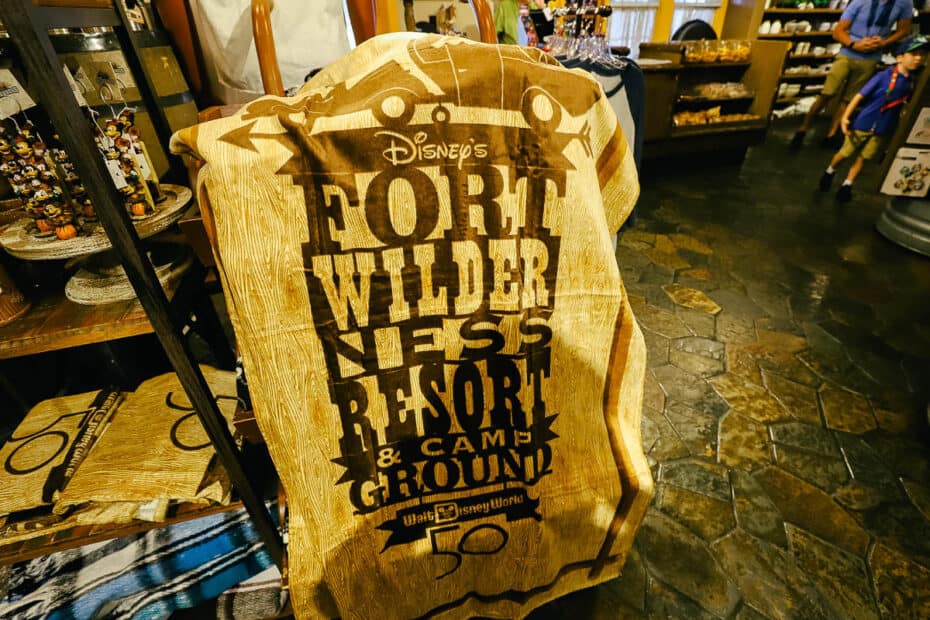 DISNEY'S
FORT
WILDER
NESS
RESORT
& CAMP
GROUND
Walt Disney World
50